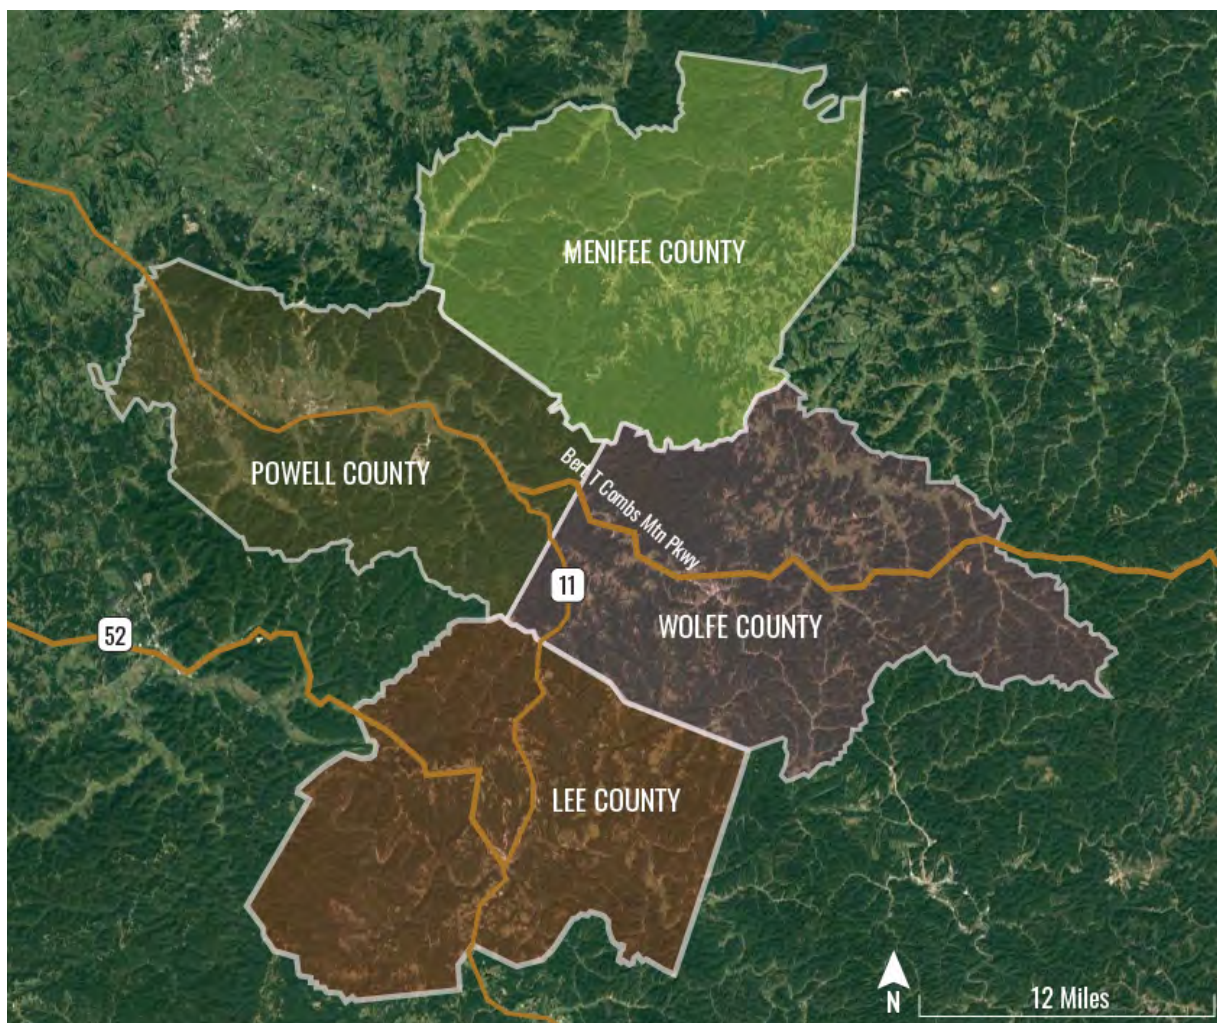 MENIFEE COUNTY
POWELL COUNTY
Bert T Combs Mtn Pkwy
11
WOLFE COUNTY
52
LEE COUNTY
N
12 Miles